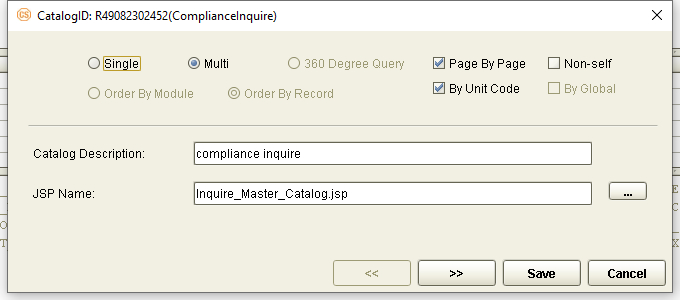 CS CatalogID: R49082302452(ComplianceInquire)
Single Multi 360 Degree Query Page By Page Non-self
Order By Module Order By Record By Unit Code By Global
Catalog Description: compliance inquire
JSP Name: Inquire_Master_Catalog.jsp ...
<< >> Save Cancel